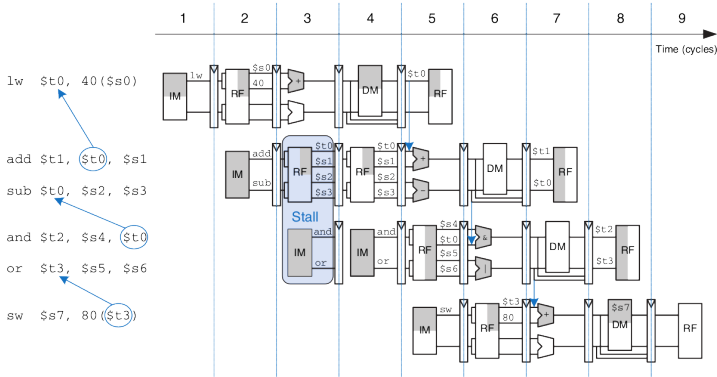 1 2 3 4 5 6 7 8 9
Time (cycles)
lw $t0, 40($s0)
IM lw RF $s0 40 + DM $t0 RF
add $t1, $t0, $s1
sub $t0, $s2, $s3
IM add sub RF $t0 $s1 $s2 $s3 RF $t0 $s1 $s2 $s3 + - DM $t1 $t0 RF
Stall
and $t2, $s4, $t0
or $t3, $s5, $s6
IM and or IM and or RF $s4 $t0 $s5 $s6 & | DM $t2 $t3 RF
sw $s7, 80($t3)
IM sw RF $t3 80 + $s7 DM RF